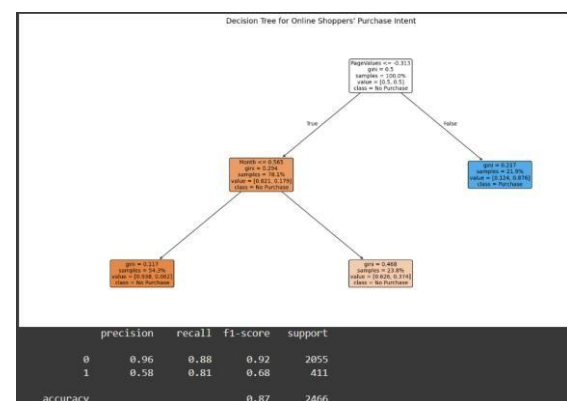 Decision Tree for Online Shoppers' Purchase Intent
PageValues <= -0.313
gini = 0.5
samples = 100.0%
value = [0.5, 0.5]
class = No Purchase
True
False
Month <= 0.565
gini = 0.294
samples = 78.1%
value = [0.821, 0.179]
class = No Purchase
gini = 0.217
samples = 21.9%
value = [0.124, 0.876]
class = Purchase
gini = 0.117
samples = 54.3%
value = [0.938, 0.062]
class = No Purchase
gini = 0.468
samples = 23.8%
value = [0.626, 0.374]
class = No Purchase
precision recall f1-score support
0 0.96 0.88 0.92 2055
1 0.58 0.81 0.68 411
accuracy 0.87 2466